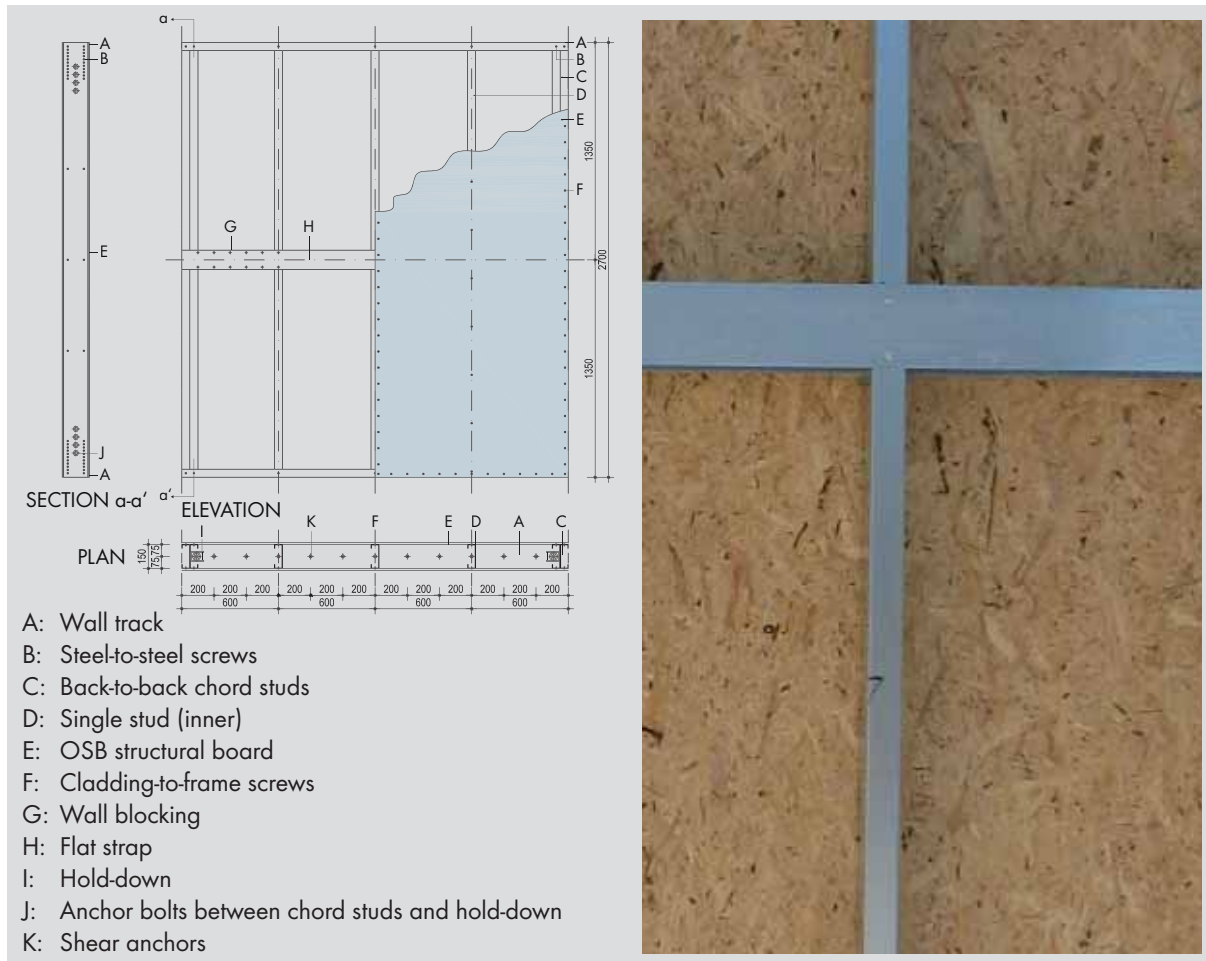 a
A
B
A
B
C
D
E
1350
F
G
H
E
2700
1350
J
A
SECTION a-a‘
a‘
ELEVATION
I
K
F
E
D
A
C
PLAN
150
75,75
200 200 200 200 200 200 200 200 200 200 200 200
600 600 600 600
A: Wall track
B: Steel-to-steel screws
C: Back-to-back chord studs
D: Single stud (inner)
E: OSB structural board
F: Cladding-to-frame screws
G: Wall blocking
H: Flat strap
I: Hold-down
J: Anchor bolts between chord studs and hold-down
K: Shear anchors
7